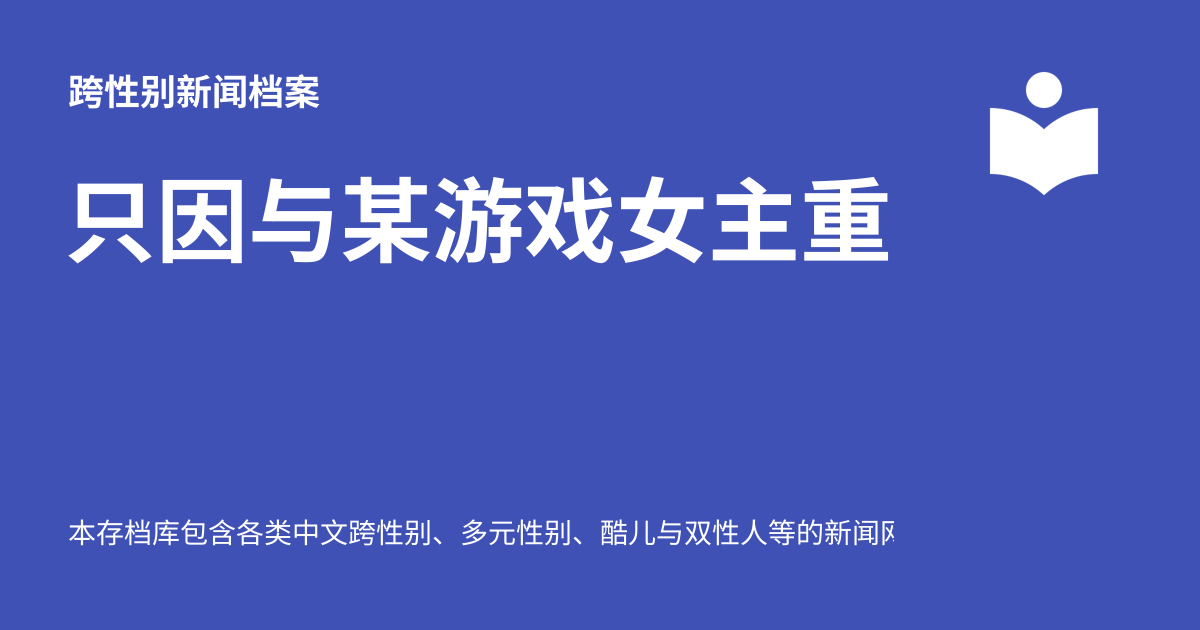 跨性别新闻档案
只因与某游戏女主重
本存档库包含各类中文跨性别、多元性别、酷儿与双性人等的新闻